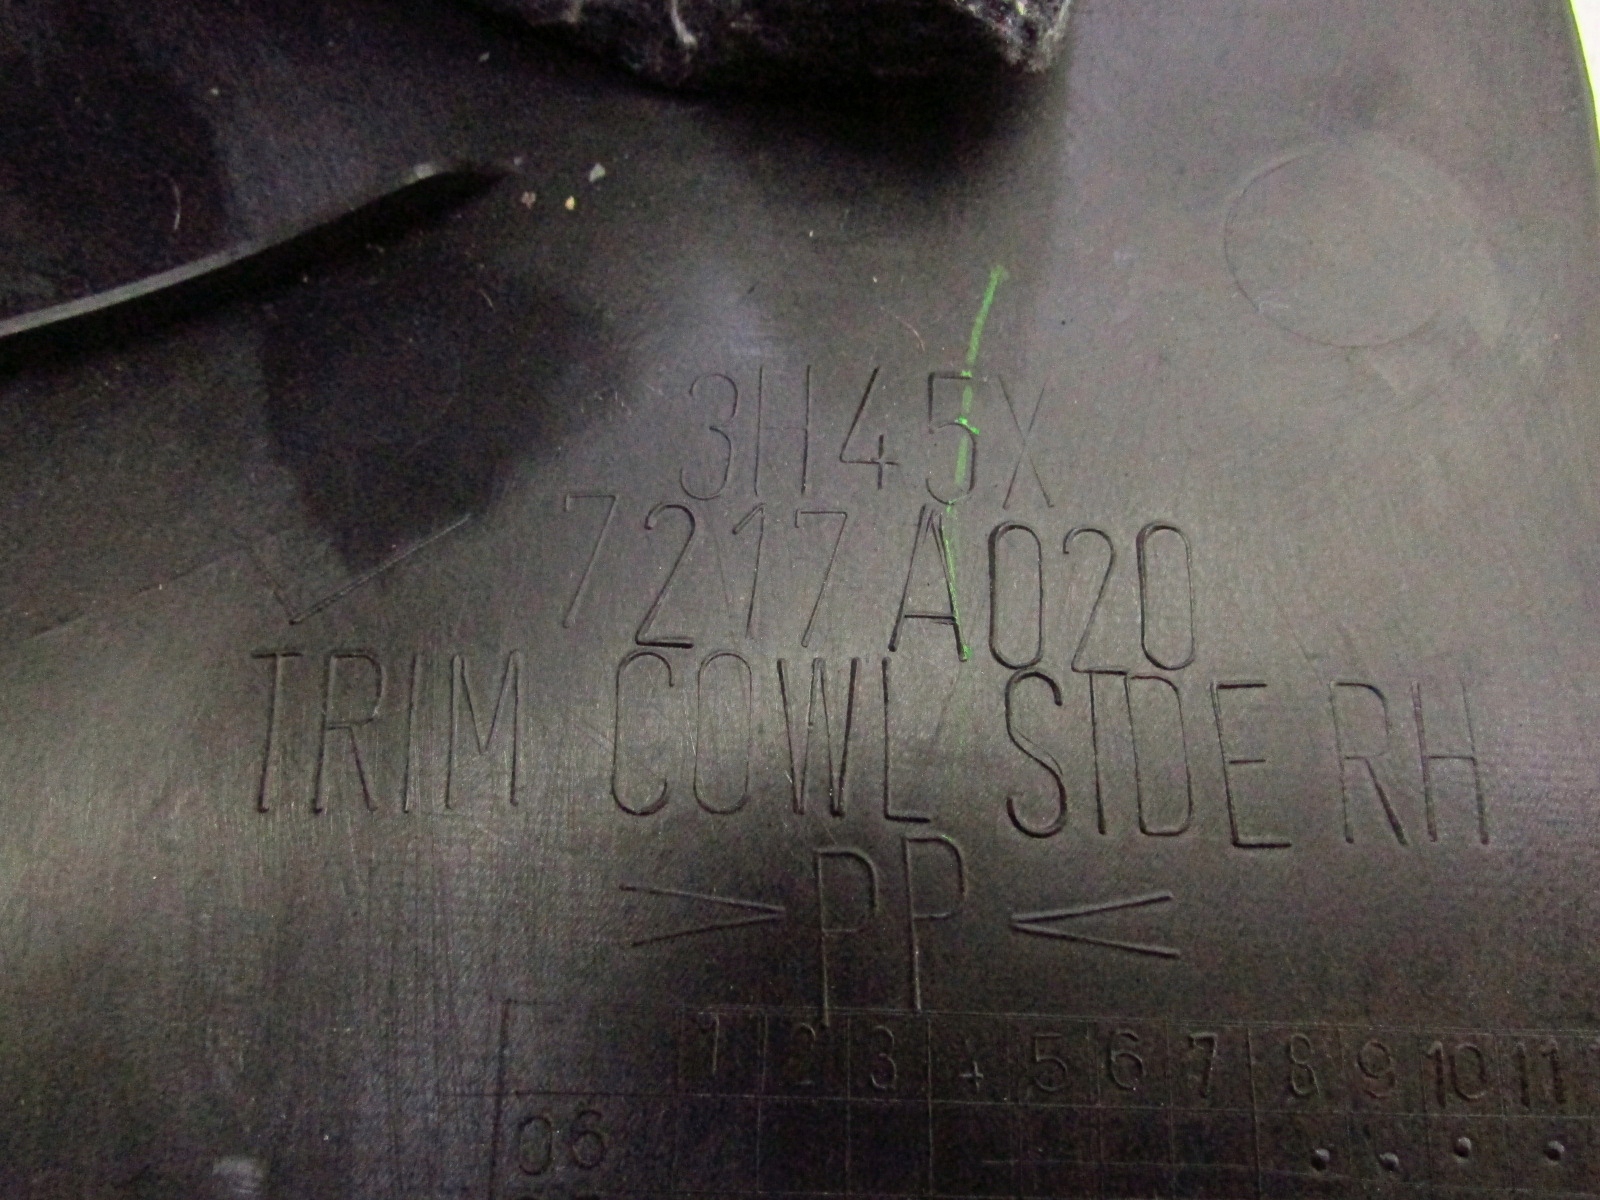 3H45X
7217A020
TRIM COWL SIDE RH
>PP<
1 2 3 4 5 6 7 8 9 10 11
06